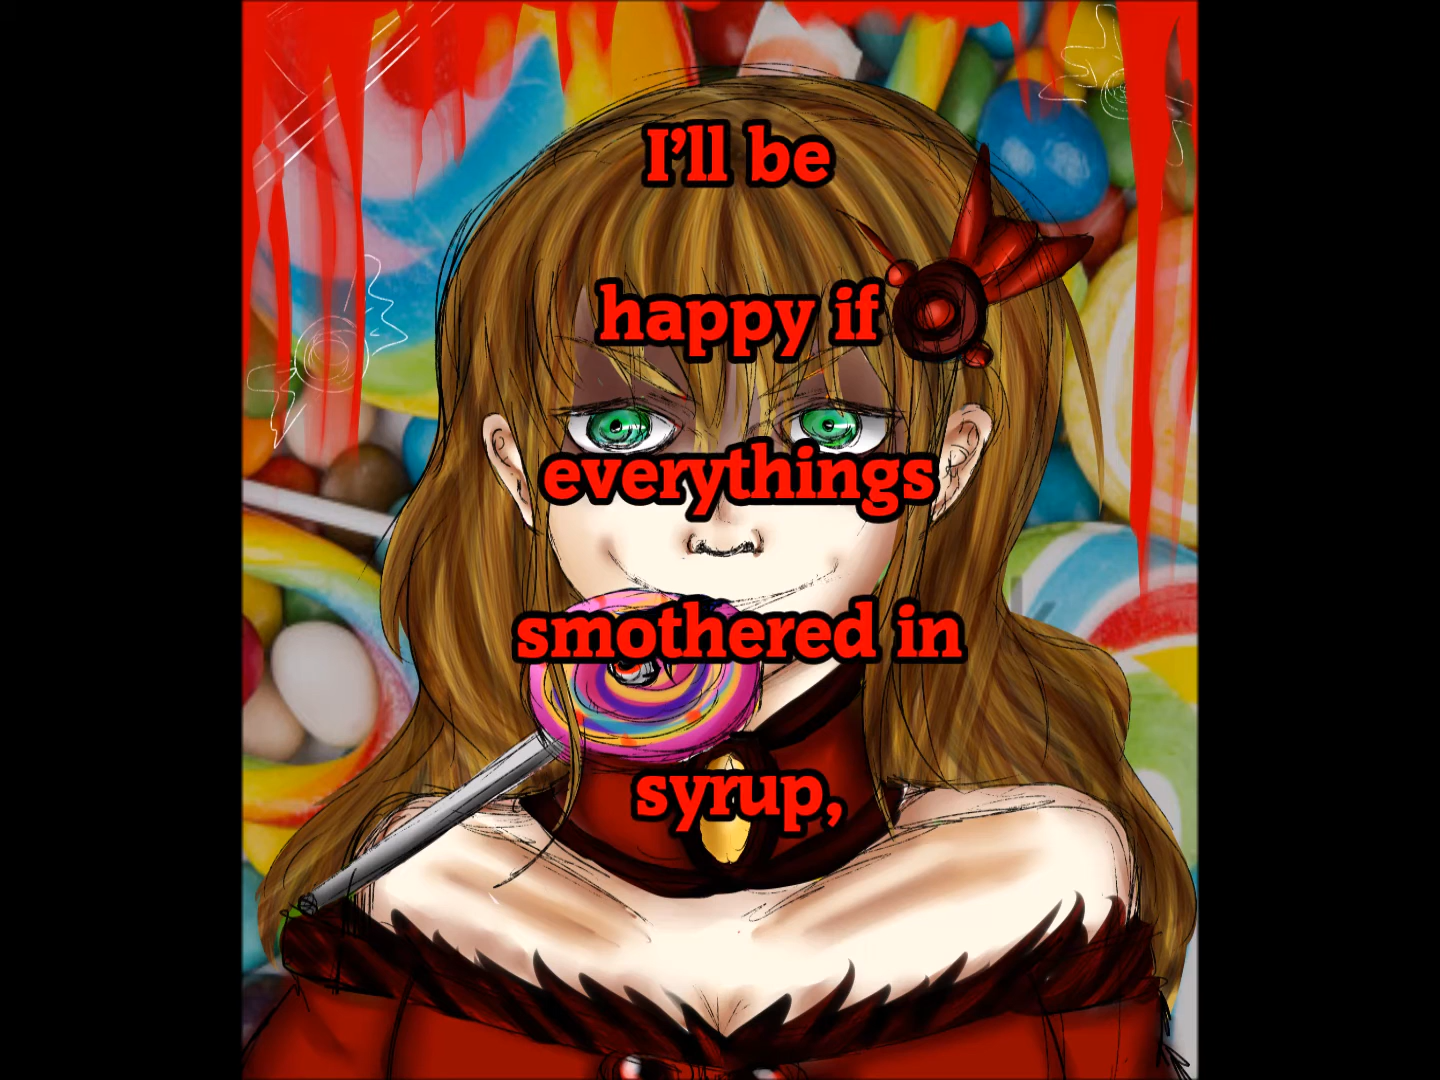 I'll be
happy if
everythings
smothered in
syrup,